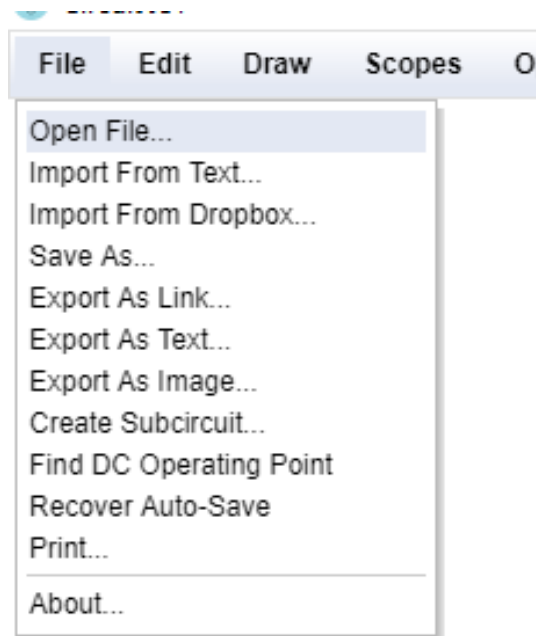 File Edit Draw Scopes O
Open File...
Import From Text...
Import From Dropbox...
Save As...
Export As Link...
Export As Text...
Export As Image...
Create Subcircuit...
Find DC Operating Point
Recover Auto-Save
Print...
About...